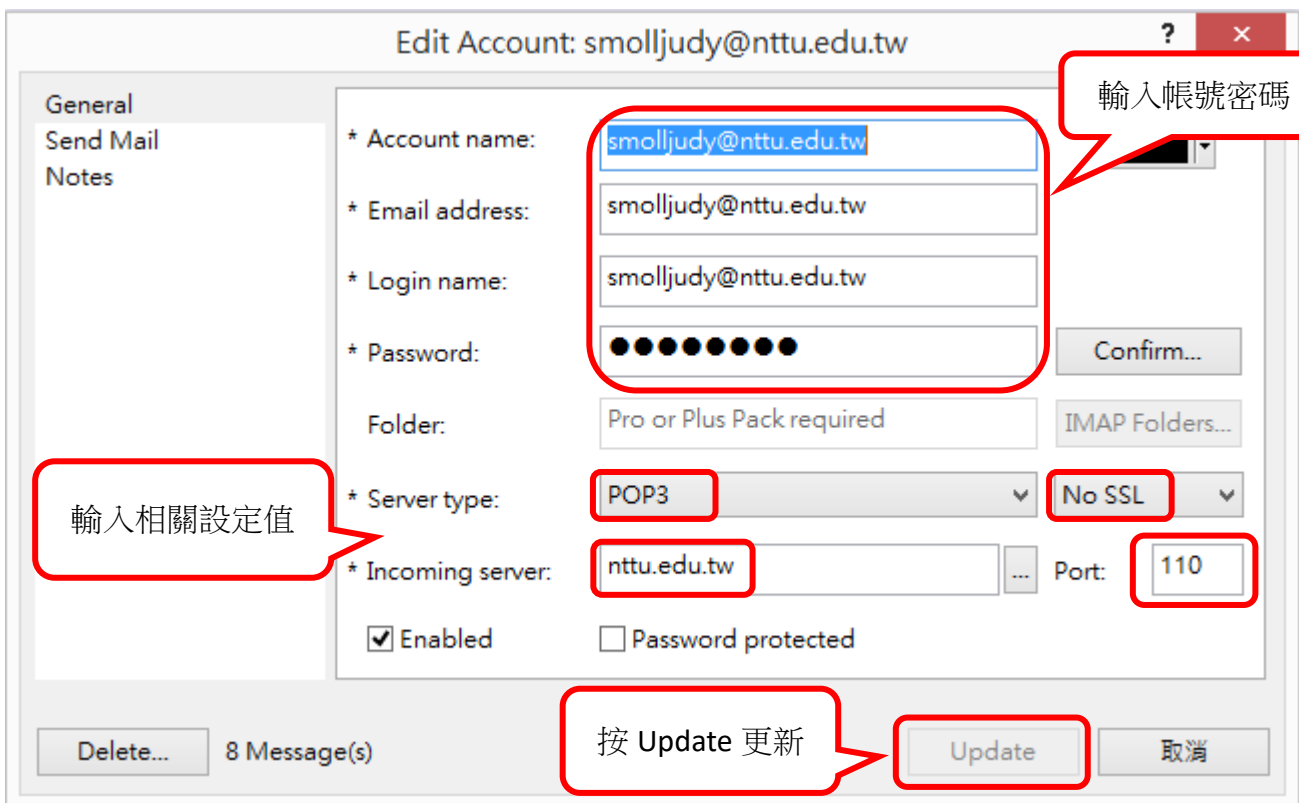 Edit Account: smolljudy@nttu.edu.tw
?
×
輸入帳號密碼
General
Send Mail
Notes
* Account name:
smolljudy@nttu.edu.tw
* Email address:
smolljudy@nttu.edu.tw
* Login name:
smolljudy@nttu.edu.tw
* Password:
●●●●●●●●
Confirm...
Folder:
Pro or Plus Pack required
IMAP Folders...
輸入相關設定值
* Server type:
POP3
No SSL
* Incoming server:
nttu.edu.tw
...
Port:
110
Enabled
Password protected
按 Update 更新
Delete...
8 Message(s)
Update
取消